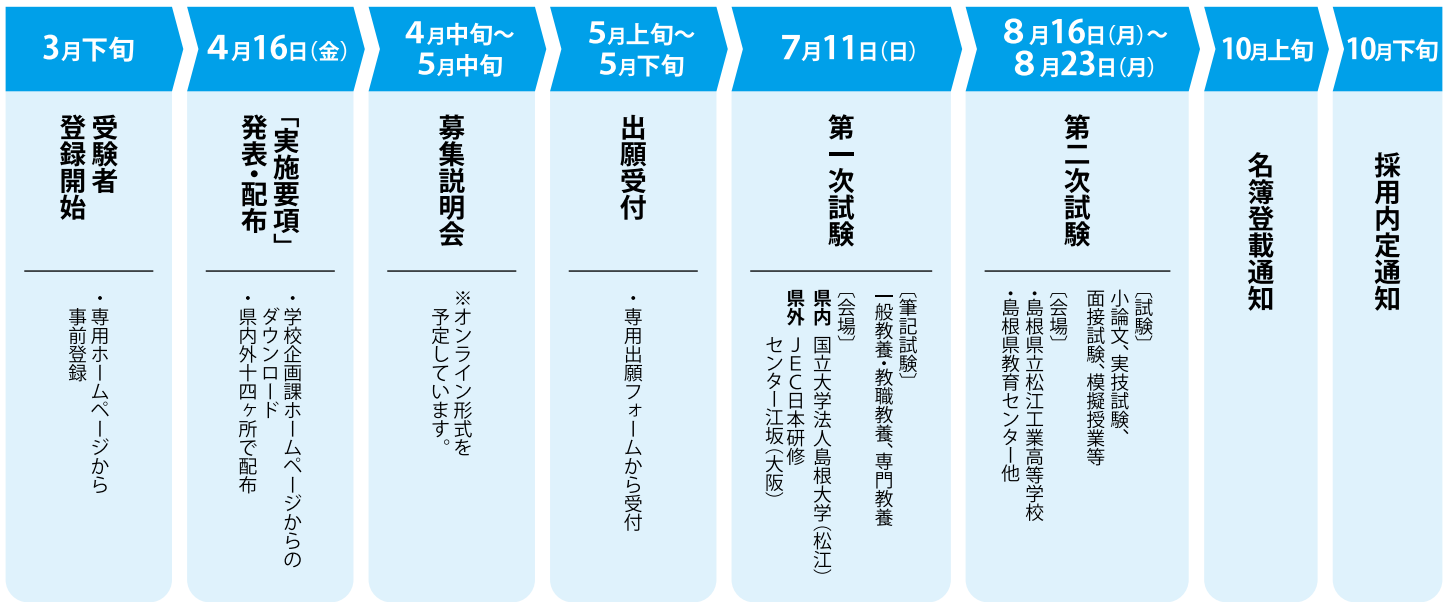 3月下旬
受験者
登録開始
・専用ホームページから
事前登録
4月16日（金）
「実施要項」
発表・配布
・学校企画課ホームページからの
ダウンロード
・県内外十四ヶ所で配布
4月中旬～
5月中旬
募集説明会
※オンライン形式を
予定しています。
5月上旬～
5月下旬
出願受付
・専用出願フォームから受付
7月11日（日）
第一次試験
〔筆記試験〕
一般教養・教職教養、専門教養
〔会場〕
県内 国立大学法人島根大学（松江）
県外 ＪＥＣ日本研修
センター江坂（大阪）
8月16日（月）～
8月23日（月）
第二次試験
〔試験〕
小論文、実技試験、
面接試験、模擬授業等
〔会場〕
・島根県立松江工業高等学校
・島根県教育センター他
10月上旬
名簿登載通知
10月下旬
採用内定通知